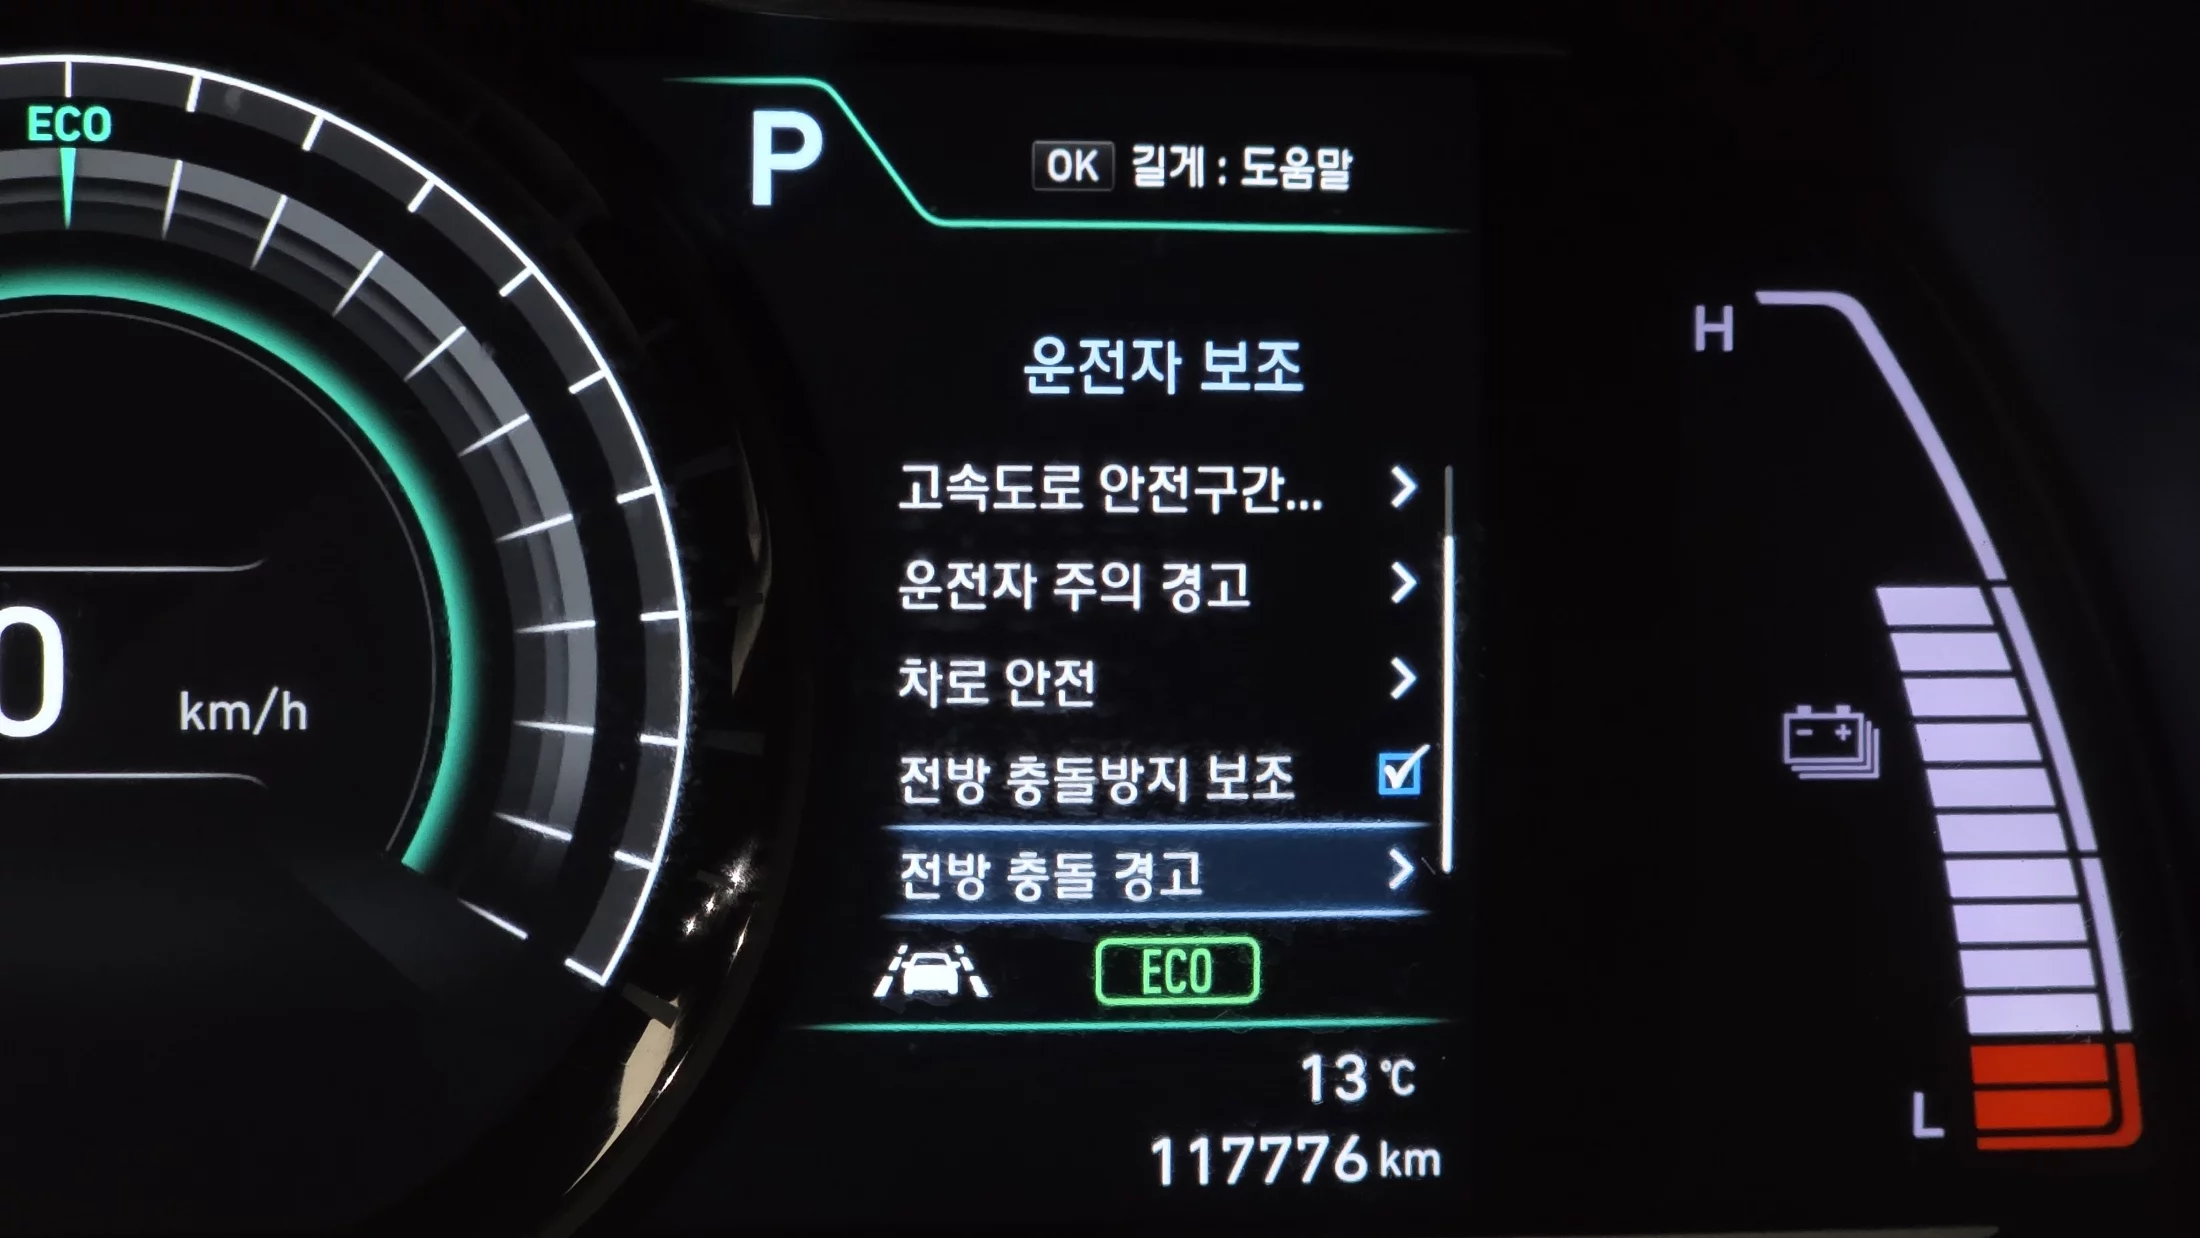 ECO
P
OK 길게 : 도움말
운전자 보조
고속도로 안전구간...
운전자 주의 경고
차로 안전
전방 충돌방지 보조
전방 충돌 경고
ECO
13 ℃
117776 km
0 km/h
H
L